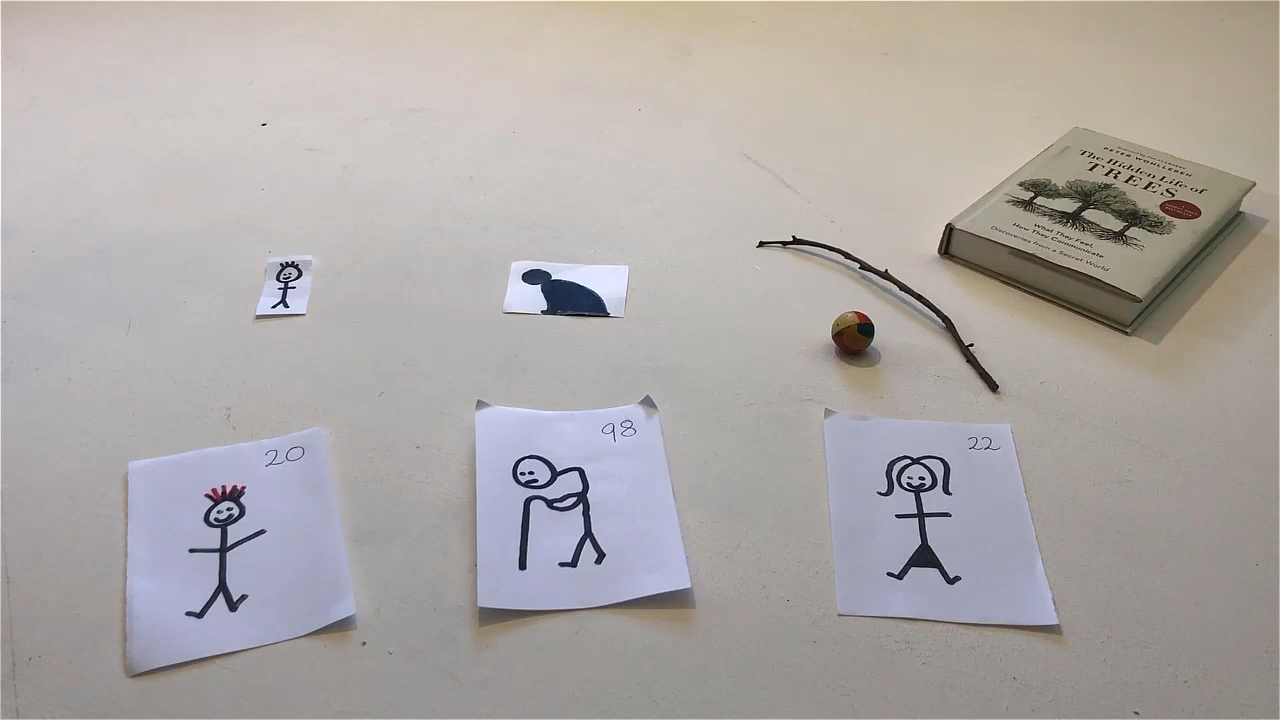 PETER WOHLLEBEN
The Hidden Life of
TREES
What They Feel,
How They Communicate
Discoveries from a Secret World
20
98
22